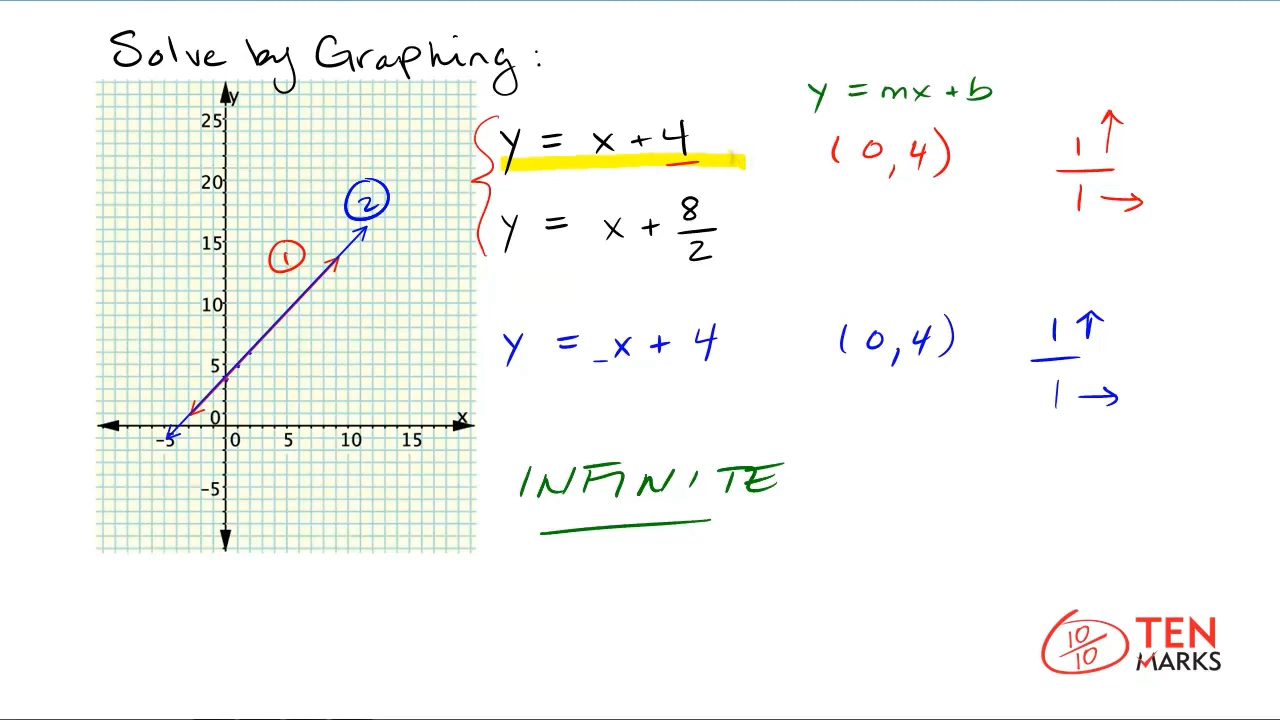 Solve by Graphing:
y = mx + b
y = x + 4
(0, 4)
1 ↑
1 →
y = x + 8/2
y = x + 4
(0, 4)
1 ↑
1 →
INFINITE
y
25
20
15
10
5
0
x
-5 0 5 10 15
-5
2
1
10
10
TEN
MARKS